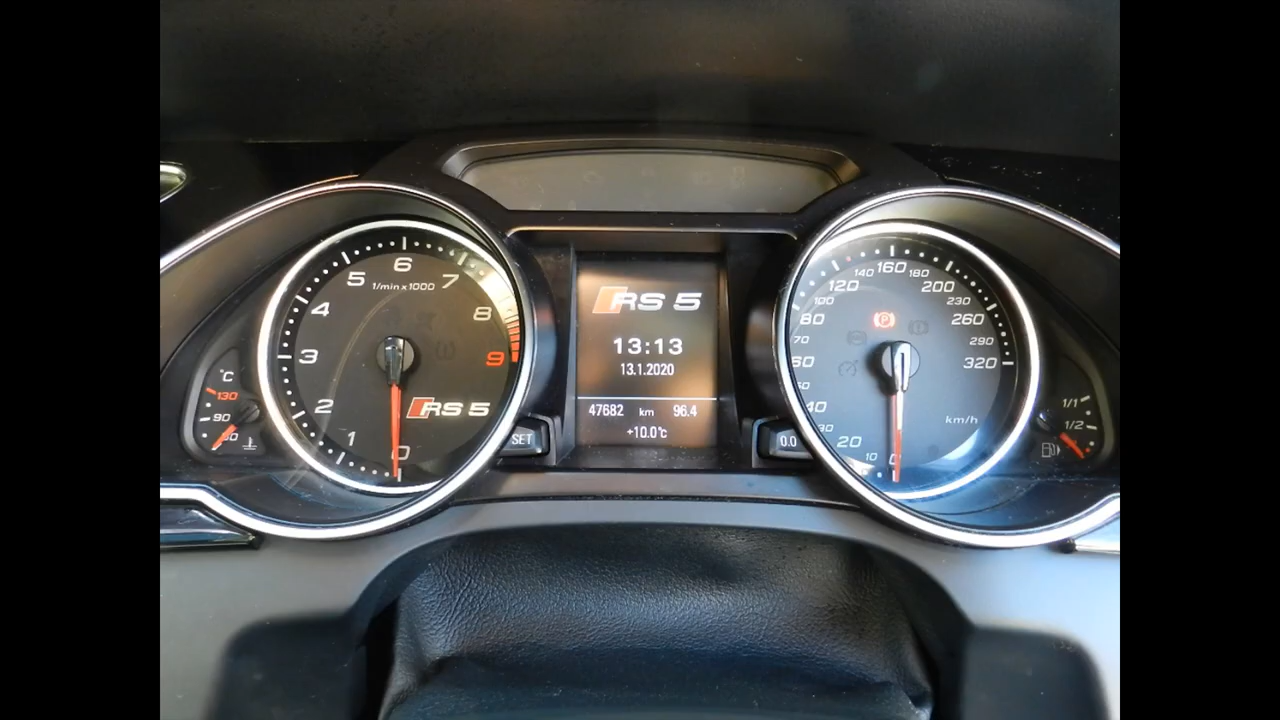 5 6 7
1/min x 1000
4 8
3 9
2 RS 5
1 0
°C
130
90
60
RS 5
13:13
13.1.2020
47682 km 96.4
+10.0°C
SET
0.0
140 160 180
120 200
100 230
80 260
70 290
60 320
50
40
30
20
10
0
(P)
km/h
1/1
1/2